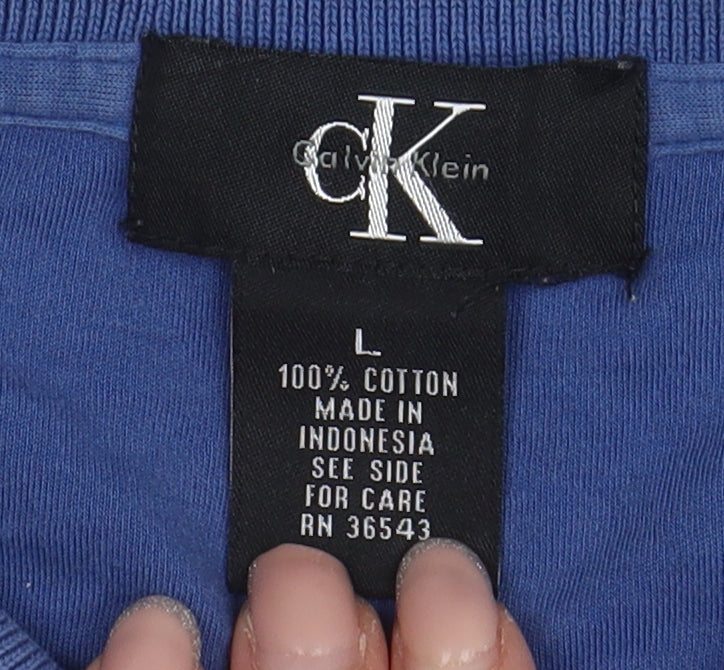 cK
Calvin Klein
L
100% COTTON
MADE IN
INDONESIA
SEE SIDE
FOR CARE
RN 36543